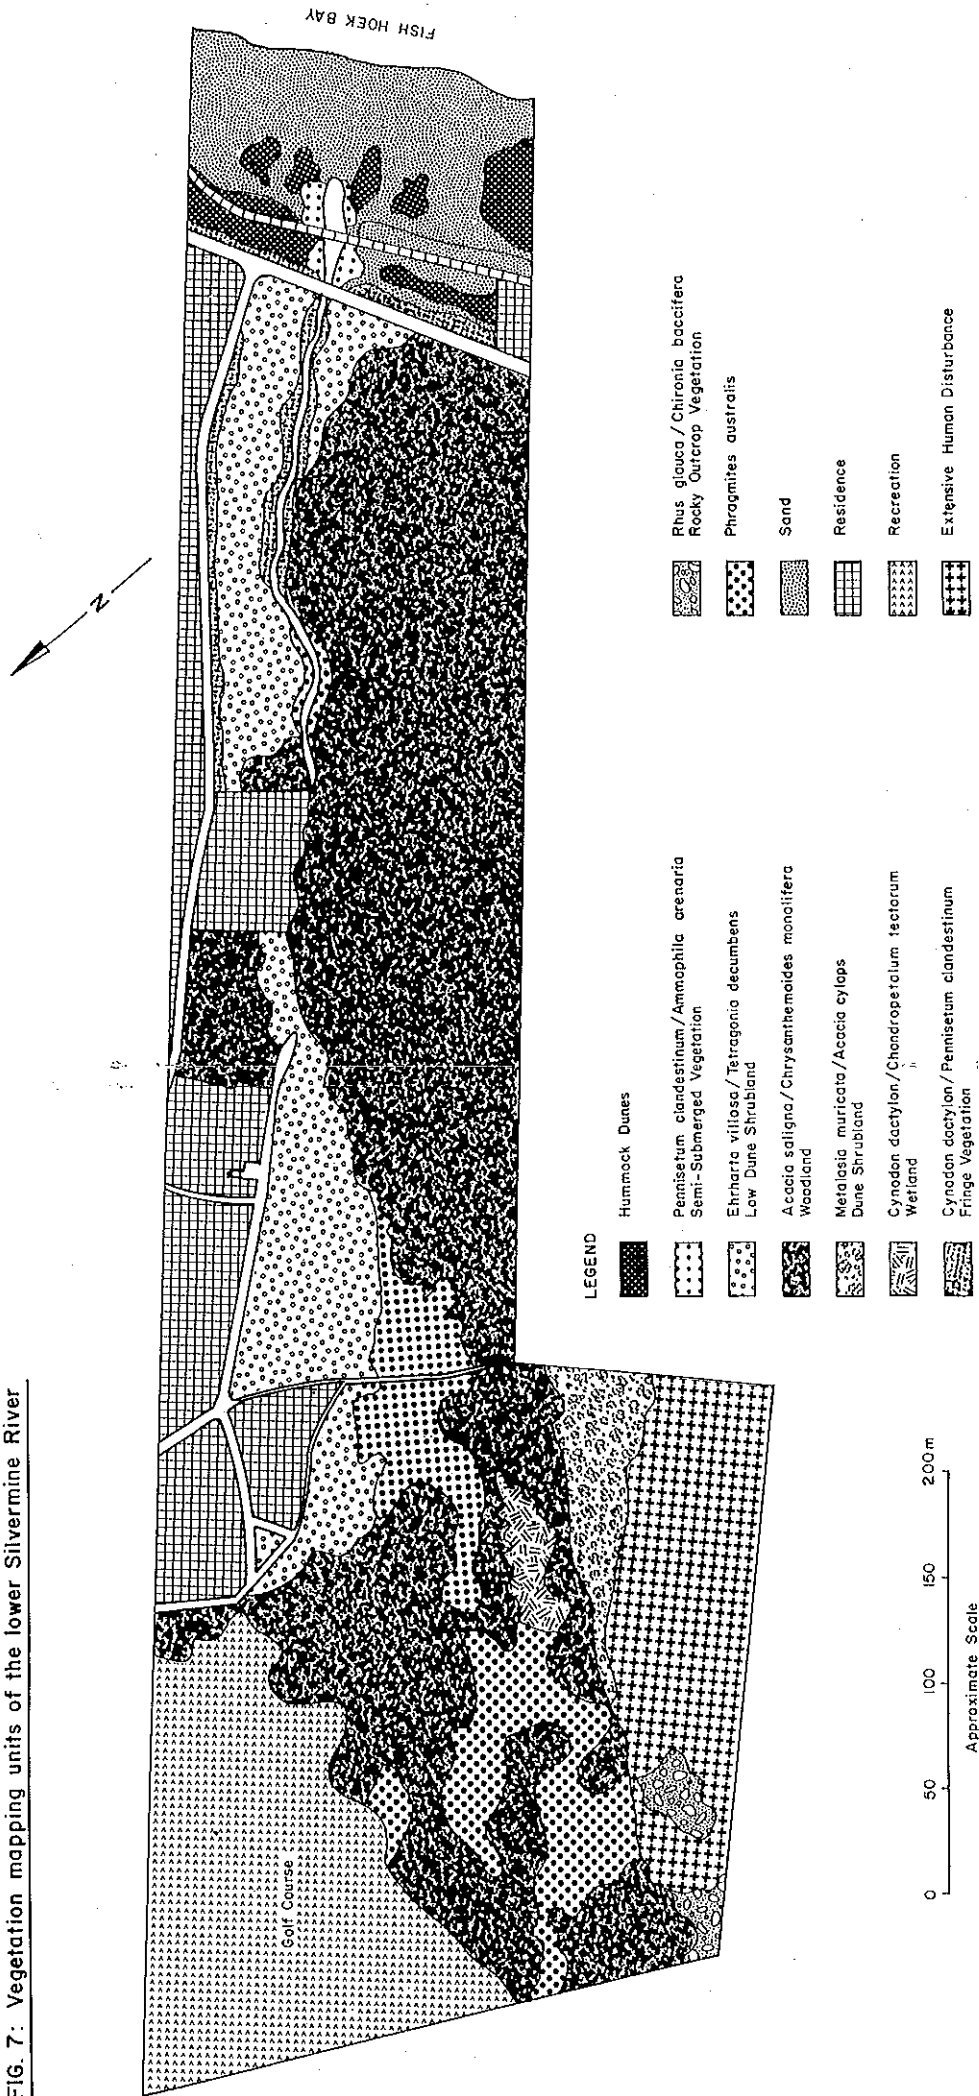 FIG. 7: Vegetation mapping units of the lower Silvermine River
FISH HOEK BAY
N
Golf Course
LEGEND
Hummock Dunes
Pennisetum clandestinum/Ammophila arenaria
Semi-Submerged Vegetation
Ehrharta villosa/Tetragonia decumbens
Low Dune Shrubland
Acacia saligna/Chrysanthemoides monolifera
Woodland
Metalasia muricata/Acacia cylops
Dune Shrubland
Cynodon dactylon/Chondropetalum tectorum
Wetland
Cynodon dactylon/Pennisetum clandestinum
Fringe Vegetation
Rhus glauca/Chironia baccifera
Rocky Outcrop Vegetation
Phragmites australis
Sand
Residence
Recreation
Extensive Human Disturbance
0 50 100 150 200m
Approximate Scale